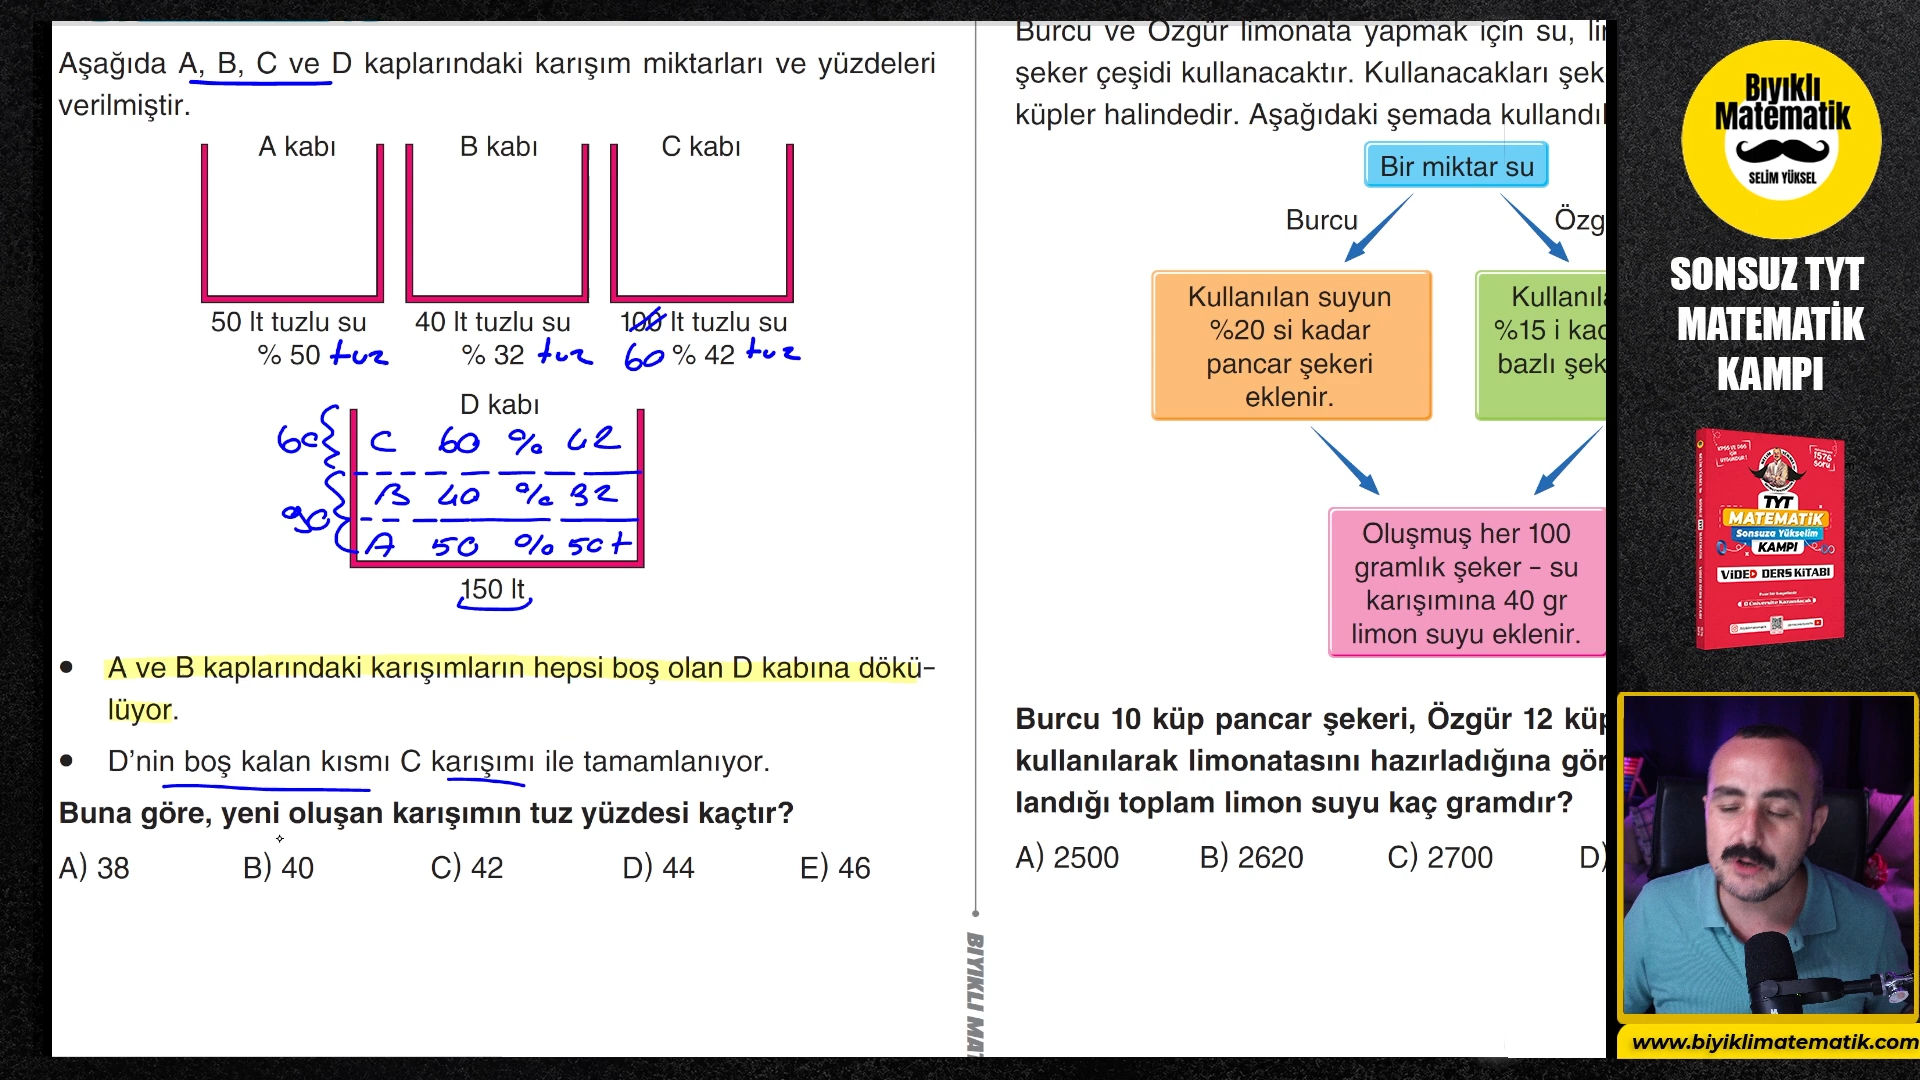 Aşağıda A, B, C ve D kaplarındaki karışım miktarları ve yüzdeleri
verilmiştir.
A kabı
B kabı
C kabı
50 lt tuzlu su
40 lt tuzlu su
100 lt tuzlu su
% 50 tuz
% 32 tuz
60 % 42 tuz
D kabı
60 C 60 % 42
B 40 % 32
90
A 50 % 50 t
150 lt
• A ve B kaplarındaki karışımların hepsi boş olan D kabına dökü-
lüyor.
• D'nin boş kalan kısmı C karışımı ile tamamlanıyor.
Buna göre, yeni oluşan karışımın tuz yüzdesi kaçtır?
A) 38 B) 40 C) 42 D) 44 E) 46
BIYIKLI
Burcu ve Özgür limonata yapmak için su,
şeker çeşidi kullanacaktır. Kullanacakları
küpler halindedir. Aşağıdaki şemada
Bir miktar su
Burcu
Kullanılan suyun
%20 si kadar
pancar şekeri
eklenir.
%15 i
bazlı
Oluşmuş her 100
gramlık şeker – su
karışımına 40 gr
limon suyu eklenir.
Burcu 10 küp pancar şekeri, Özgür 12
kullanılarak limonatasını hazırladığına
landığı toplam limon suyu kaç gramdır?
A) 2500 B) 2620 C) 2700 D)
Bıyıklı
Matematik
SELİM YÜKSEL
SONSUZ TYT
MATEMATİK
KAMPI
1576
soru
TYT
MATEMATİK
Sonsuza Yükselim
KAMPI
VİDEO DERS KİTABI
www.biyiklimatematik.com